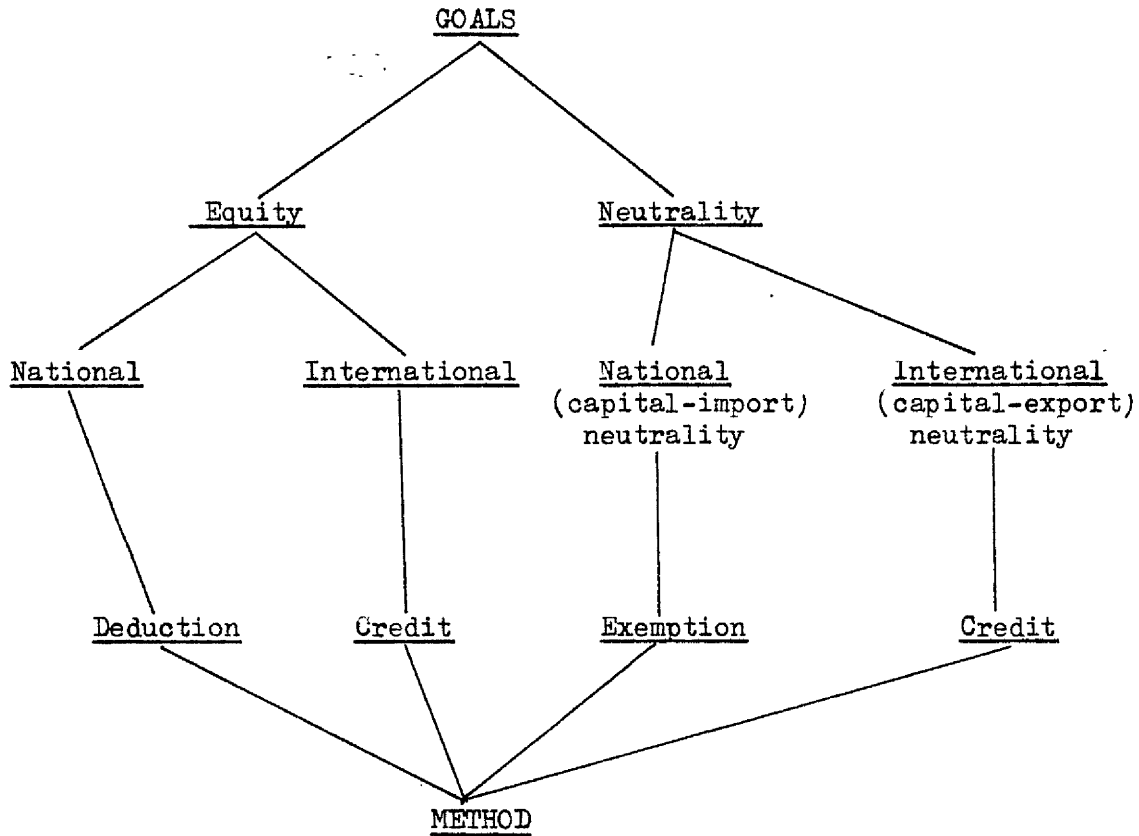 GOALS
Equity Neutrality
National International National International
(capital-import) (capital-export)
neutrality neutrality
Deduction Credit Exemption Credit
METHOD